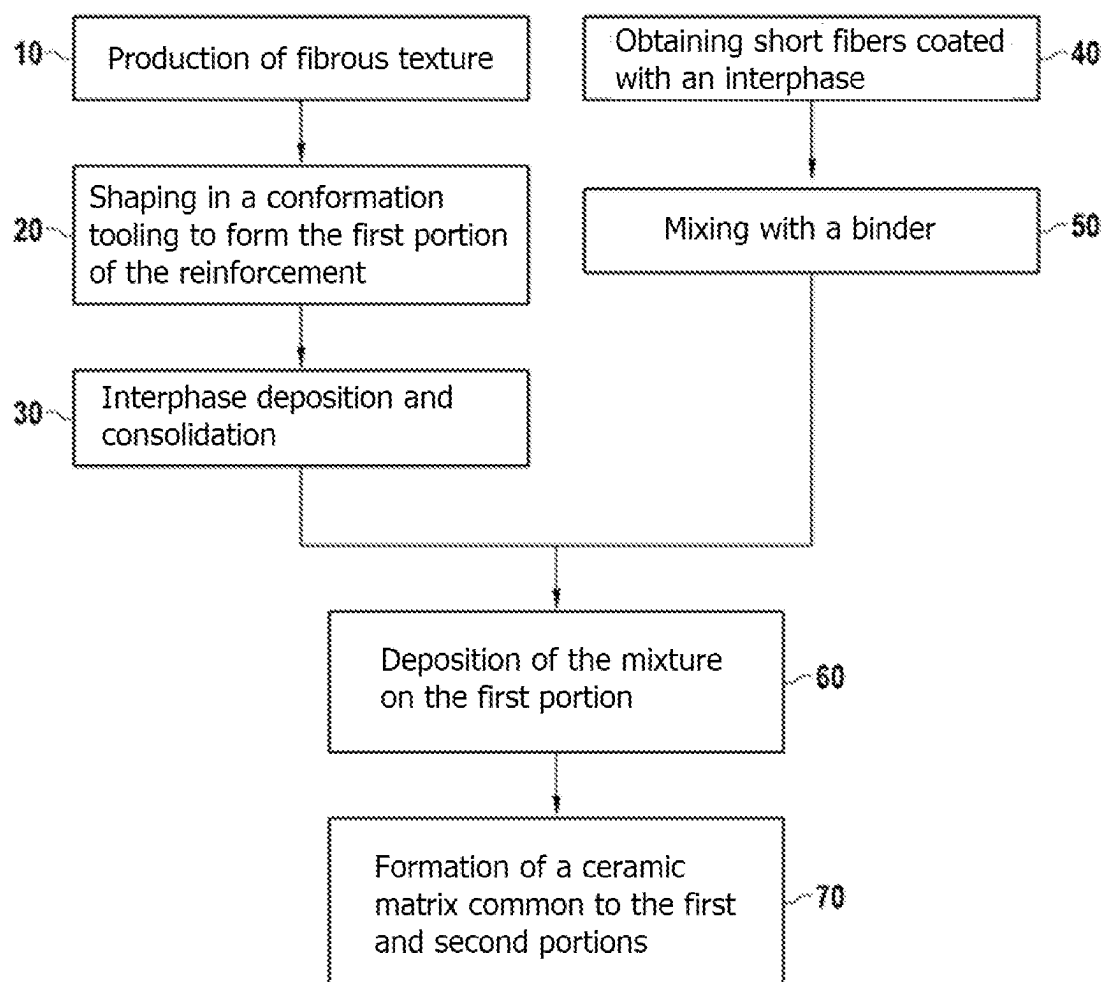 10
Production of fibrous texture
20
Shaping in a conformation
tooling to form the first portion
of the reinforcement
30
Interphase deposition and
consolidation
Obtaining short fibers coated
with an interphase
40
Mixing with a binder
50
Deposition of the mixture
on the first portion
60
Formation of a ceramic
matrix common to the first
and second portions
70